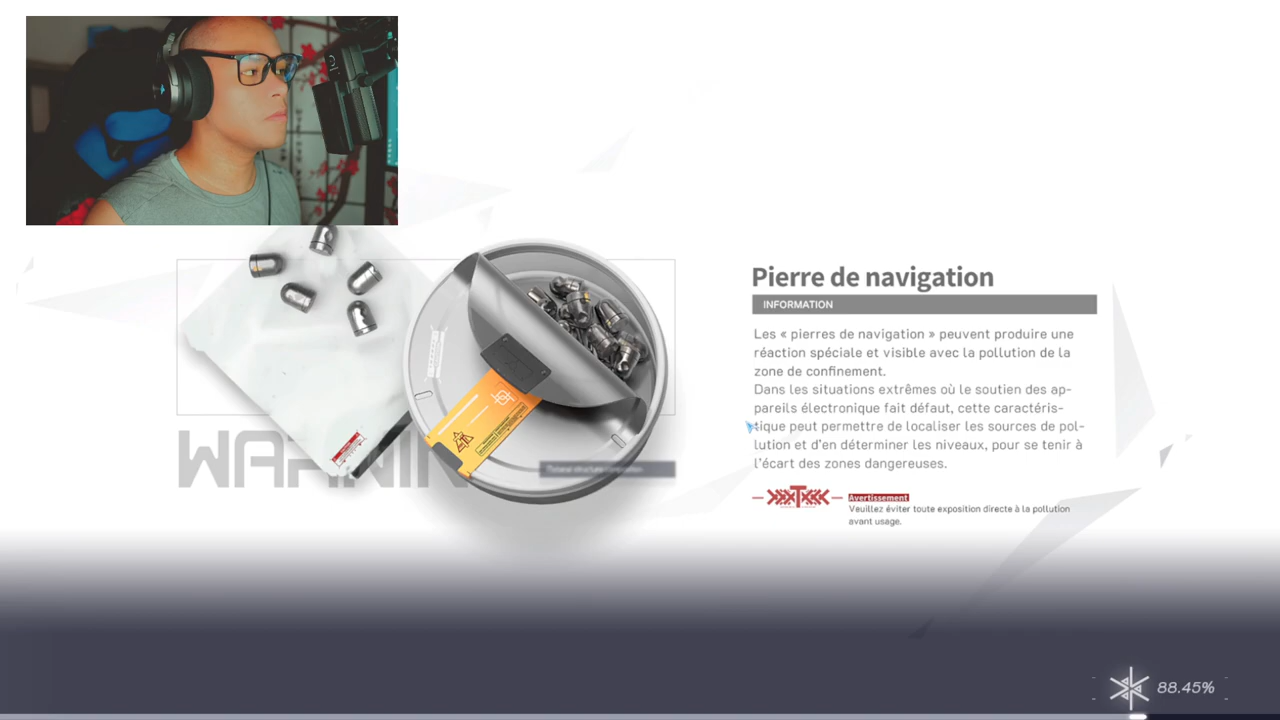 Pierre de navigation
INFORMATION
Les « pierres de navigation » peuvent produire une
réaction spéciale et visible avec la pollution de la
zone de confinement.
Dans les situations extrêmes où le soutien des ap-
pareils électronique fait défaut, cette caractéris-
tique peut permettre de localiser les sources de pol-
lution et d'en déterminer les niveaux, pour se tenir à
l'écart des zones dangereuses.
Avertissement
Veuillez éviter toute exposition directe à la pollution
avant usage.
WARNIN
88.45%